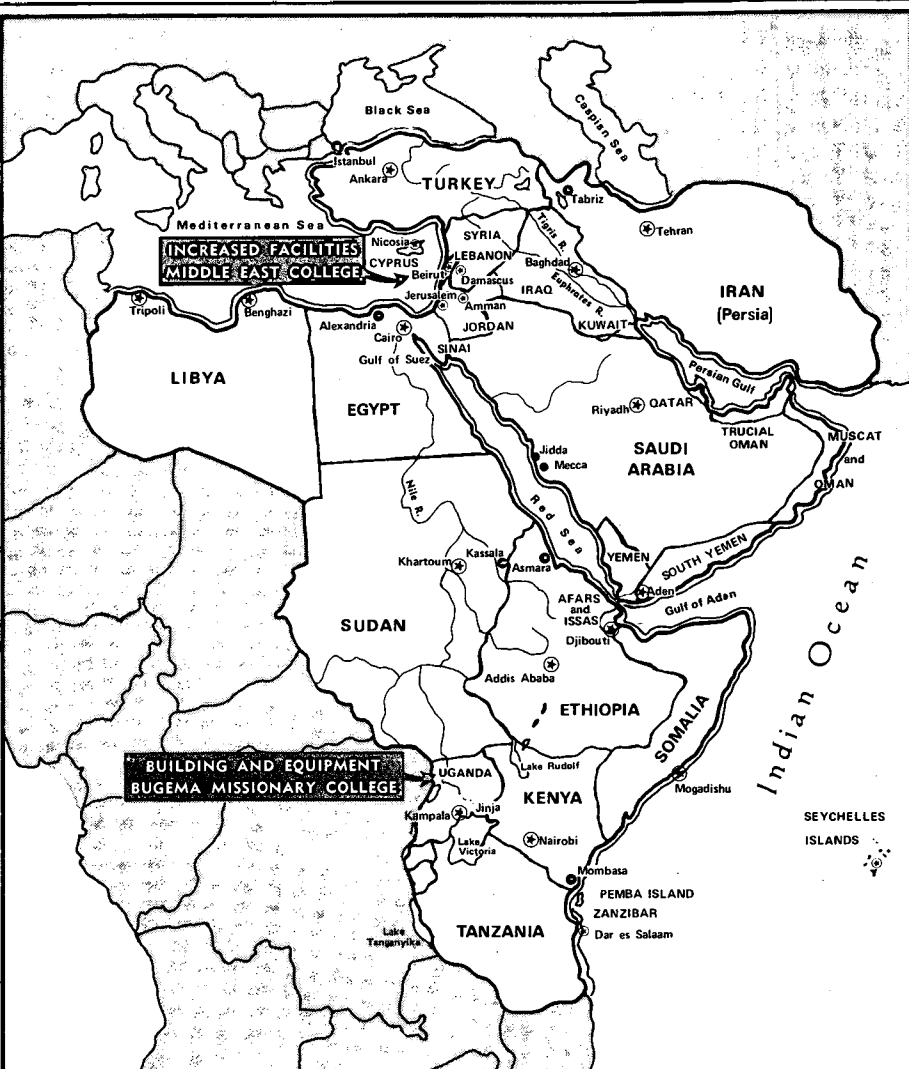 Black Sea
Caspian Sea
Istanbul
Ankara
TURKEY
Tabriz
Mediterranean Sea
Tigris R.
Tehran
INCREASED FACILITIES
MIDDLE EAST COLLEGE
Nicosia
CYPRUS
SYRIA
LEBANON
Beirut
Damascus
Baghdad
Euphrates R.
IRAQ
IRAN
(Persia)
Jerusalem
Amman
JORDAN
KUWAIT
Tripoli
Benghazi
Alexandria
Cairo
SINAI
Gulf of Suez
Persian Gulf
LIBYA
EGYPT
Riyadh
QATAR
TRUCIAL
OMAN
MUSCAT
and
OMAN
SAUDI
ARABIA
Jidda
Mecca
Nile R.
Red Sea
Khartoum
Kassala
Asmara
YEMEN
SOUTH YEMEN
Aden
Gulf of Aden
AFARS
and
ISSAS
Djibouti
SUDAN
Addis Ababa
ETHIOPIA
SOMALIA
Indian Ocean
BUILDING AND EQUIPMENT
BUGEMA MISSIONARY COLLEGE
UGANDA
Lake Rudolf
KENYA
Mogadishu
Kampala
Jinja
Nairobi
Lake
Victoria
SEYCHELLES
ISLANDS
Mombasa
PEMBA ISLAND
ZANZIBAR
Dar es Salaam
Lake
Tanganyika
TANZANIA